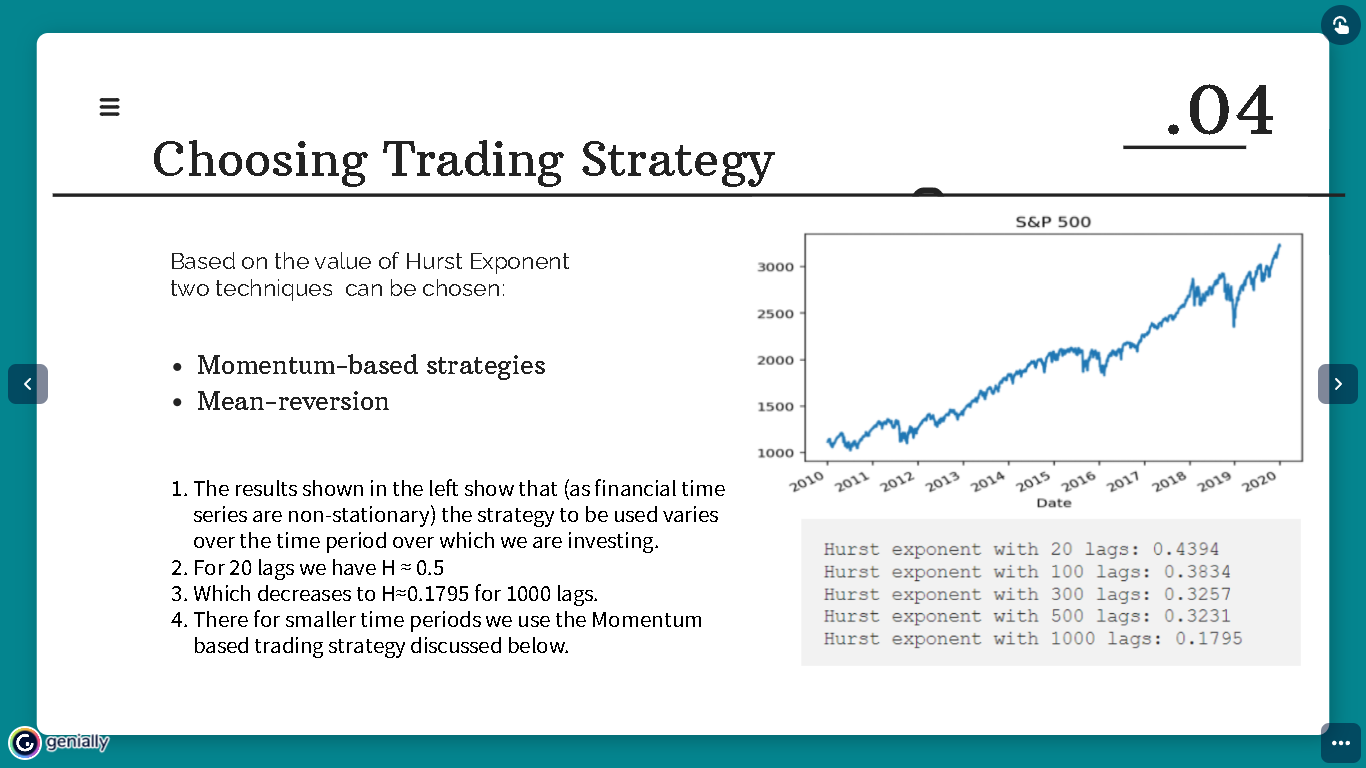 .04
Choosing Trading Strategy
Based on the value of Hurst Exponent
two techniques can be chosen:
• Momentum-based strategies
• Mean-reversion
1. The results shown in the left show that (as financial time
series are non-stationary) the strategy to be used varies
over the time period over which we are investing.
2. For 20 lags we have H ≈ 0.5
3. Which decreases to H≈0.1795 for 1000 lags.
4. There for smaller time periods we use the Momentum
based trading strategy discussed below.
S&P 500
3000
2500
2000
1500
1000
2010 2011 2012 2013 2014 2015 2016 2017 2018 2019 2020
Date
Hurst exponent with 20 lags: 0.4394
Hurst exponent with 100 lags: 0.3834
Hurst exponent with 300 lags: 0.3257
Hurst exponent with 500 lags: 0.3231
Hurst exponent with 1000 lags: 0.1795
genially